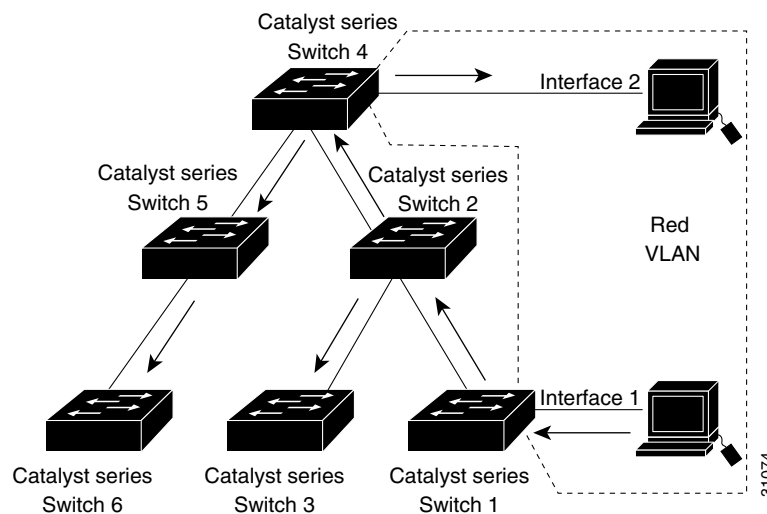 Catalyst series
Switch 4
Interface 2
Catalyst series
Switch 5
Catalyst series
Switch 2
Red
VLAN
Interface 1
Catalyst series
Switch 6
Catalyst series
Switch 3
Catalyst series
Switch 1
31074